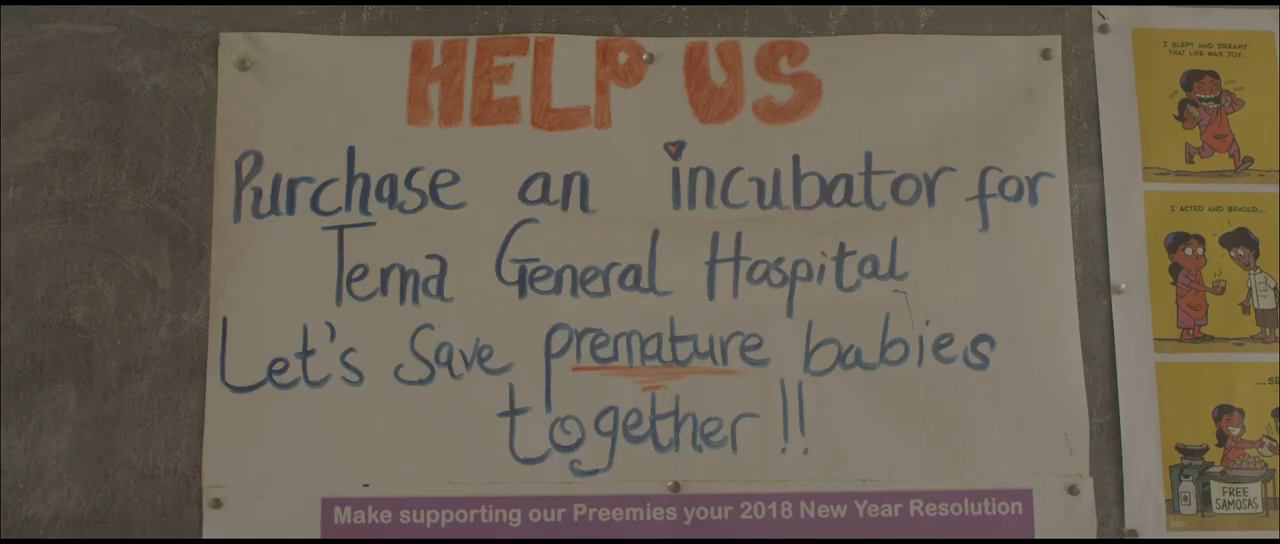 HELP US
Purchase an incubator for
Tema General Hospital
Let's Save premature babies
together!!
Make supporting our Preemies your 2018 New Year Resolution
I SLEPT AND DREAMT
THAT LIFE WAS JOY.
I ACTED AND BEHOLD...
FREE
SAMOSAS